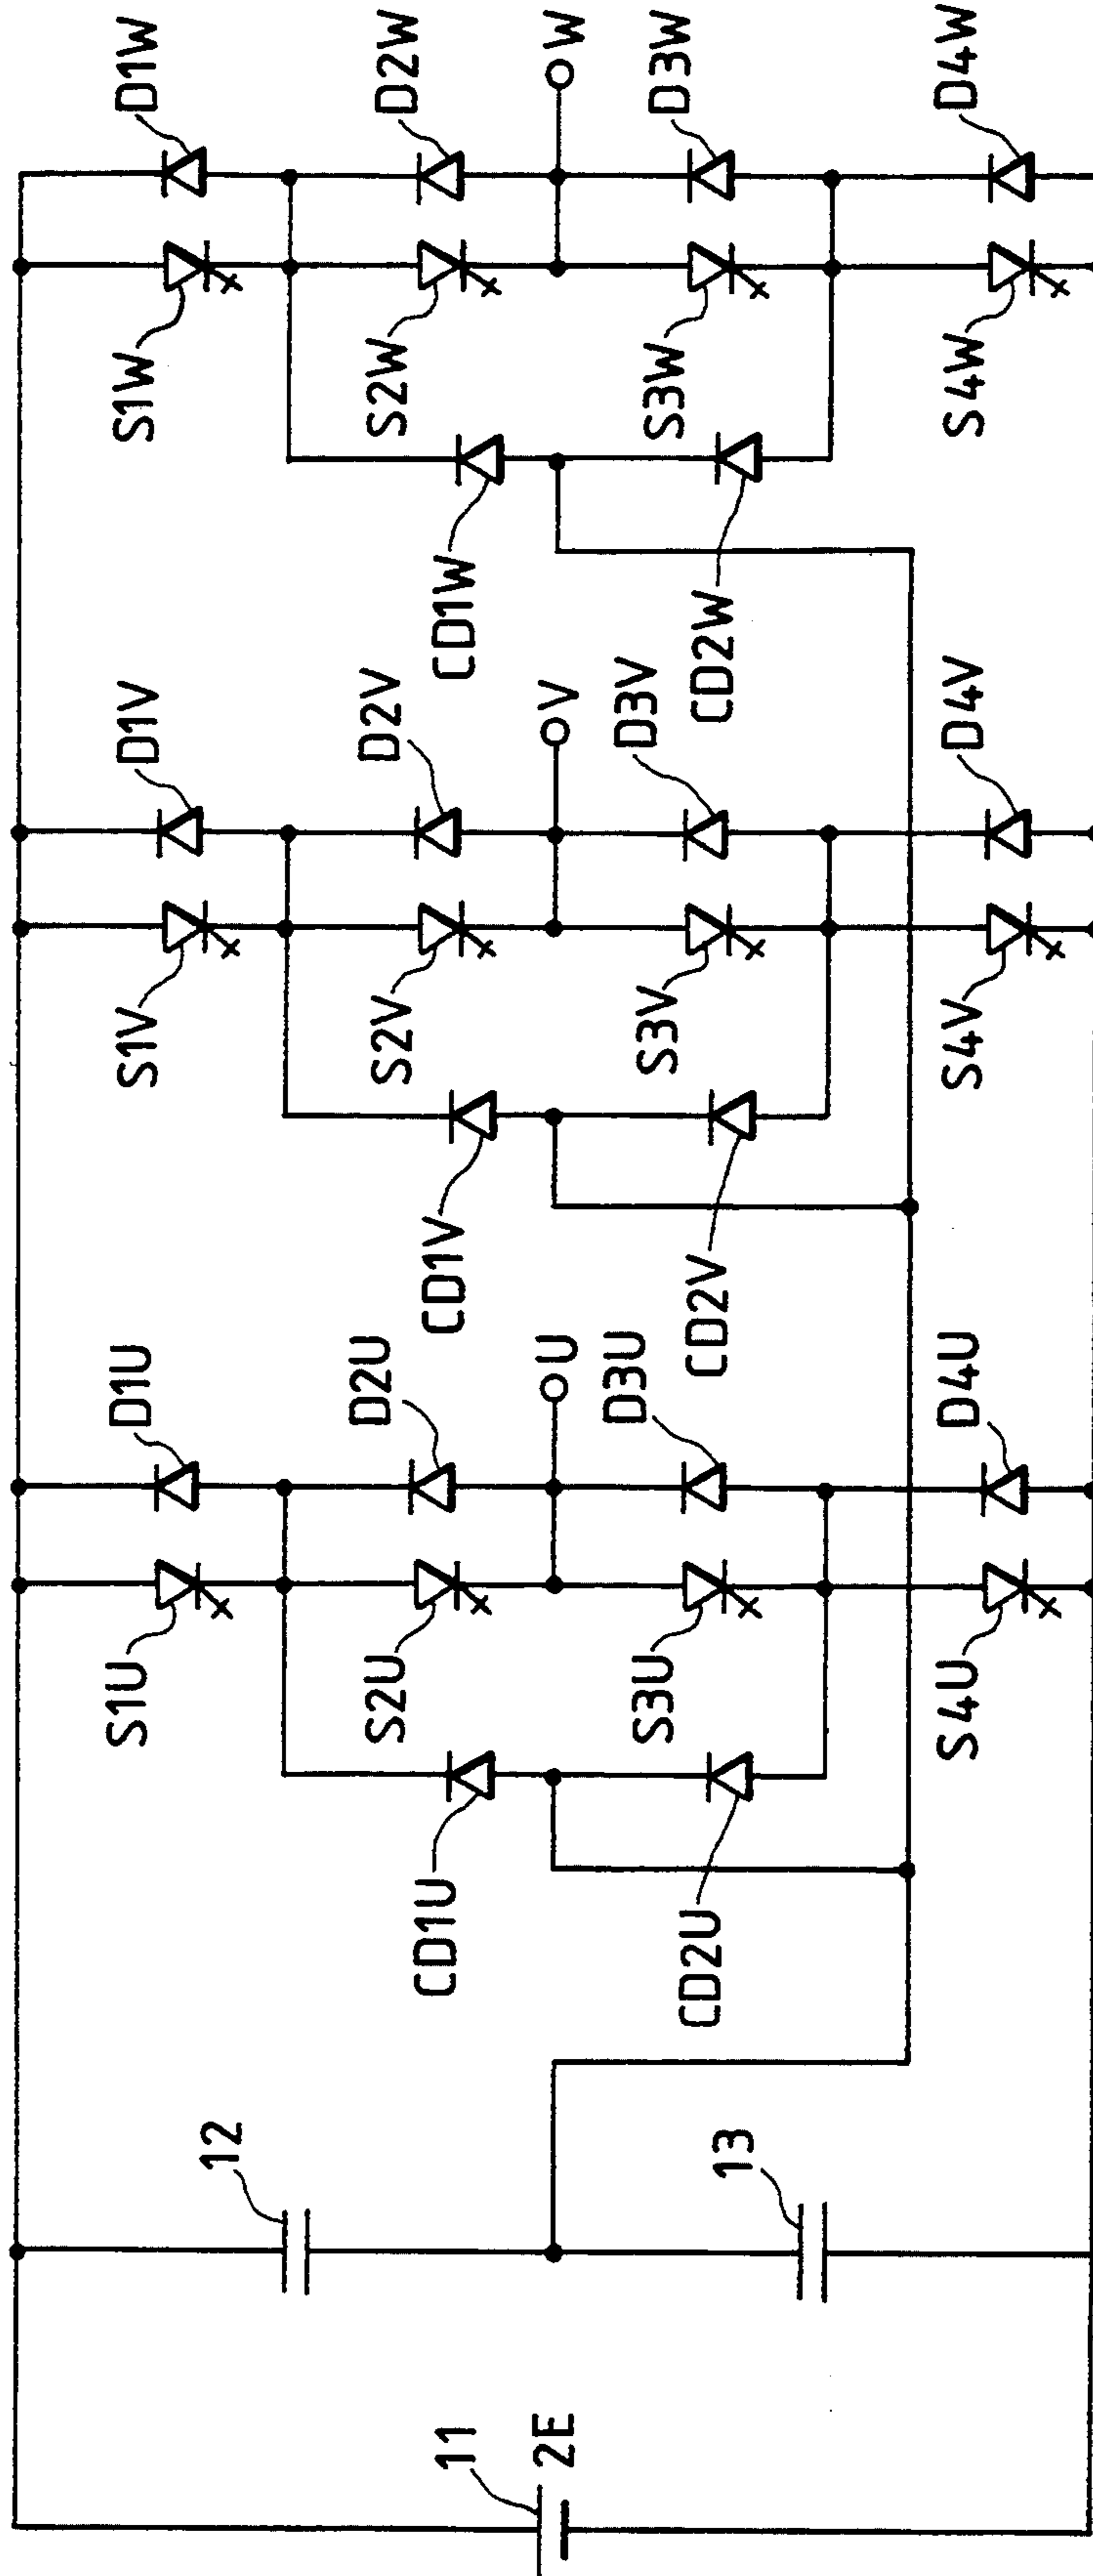 11
2E
12
13
CD1U
CD2U
S1U
S2U
S3U
S4U
D1U
D2U
U
D3U
D4U
CD1V
CD2V
S1V
S2V
S3V
S4V
D1V
D2V
V
D3V
D4V
CD1W
CD2W
S1W
S2W
S3W
S4W
D1W
D2W
W
D3W
D4W